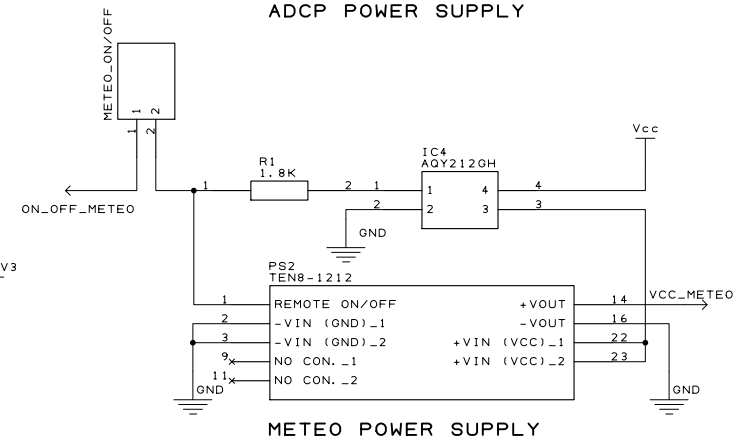 ADCP POWER SUPPLY
METEO_ON/OFF
1
2
1
2
Vcc
IC4
AQY212GH
R1
1.8K
1
2
1
1
4
4
2
2
3
3
ON_OFF_METEO
GND
V3
PS2
TEN8-1212
1
REMOTE ON/OFF
+VOUT
14
VCC_METEO
2
-VIN (GND)_1
-VOUT
16
3
-VIN (GND)_2
+VIN (VCC)_1
22
9
NO CON._1
+VIN (VCC)_2
23
11
NO CON._2
GND
GND
METEO POWER SUPPLY